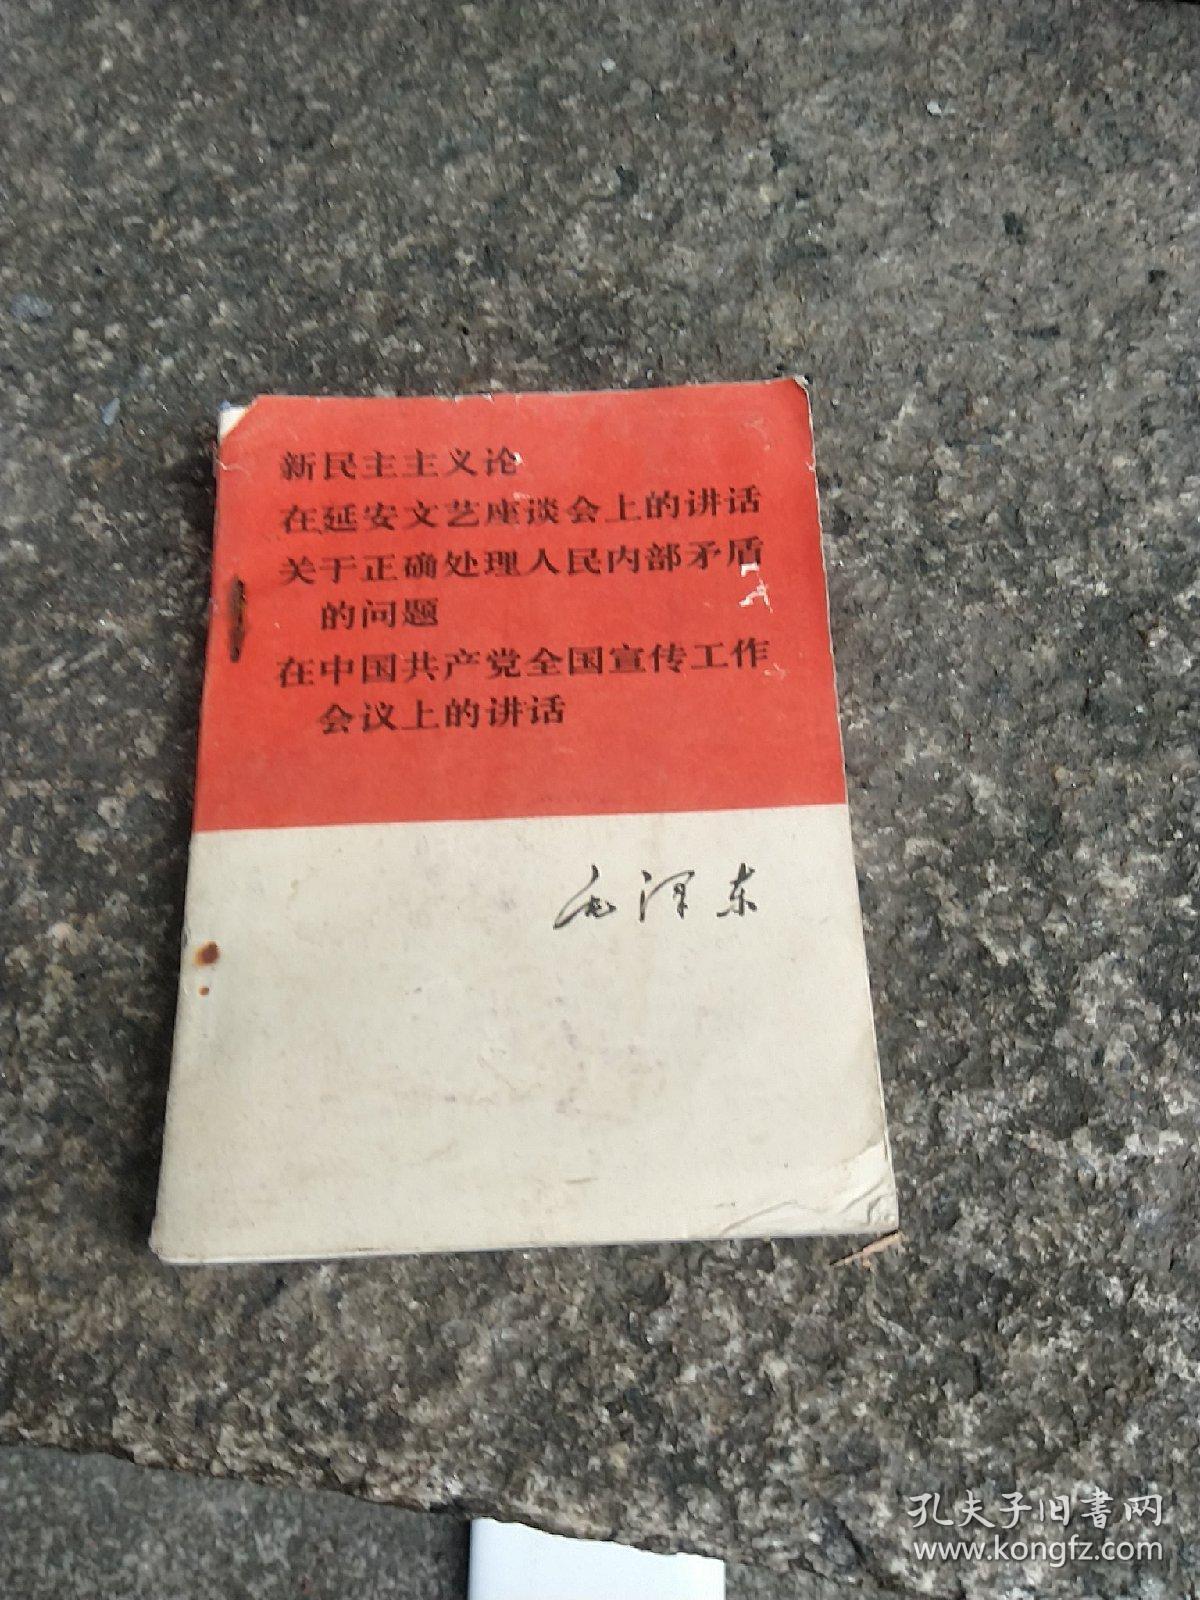 新民主主义论
在延安文艺座谈会上的讲话
关于正确处理人民内部矛盾
的问题
在中国共产党全国宣传工作
会议上的讲话
毛泽东
孔夫子旧书网
www.kongfz.com